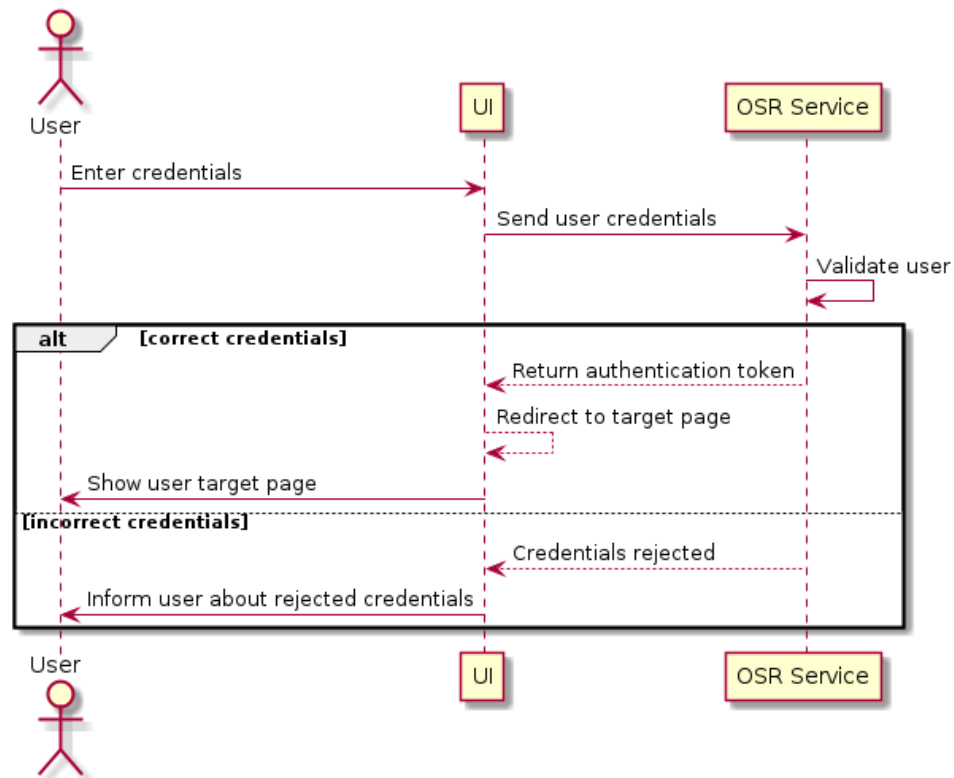 User
UI
OSR Service
Enter credentials
Send user credentials
Validate user
alt
[correct credentials]
Return authentication token
Redirect to target page
Show user target page
[incorrect credentials]
Credentials rejected
Inform user about rejected credentials
User
UI
OSR Service